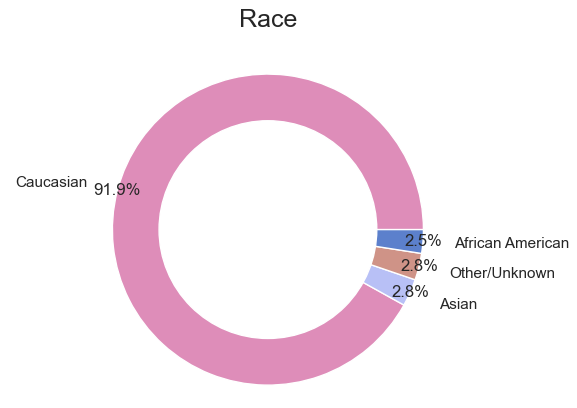 Race
Caucasian
91.9%
2.5%
African American
2.8%
Other/Unknown
2.8%
Asian